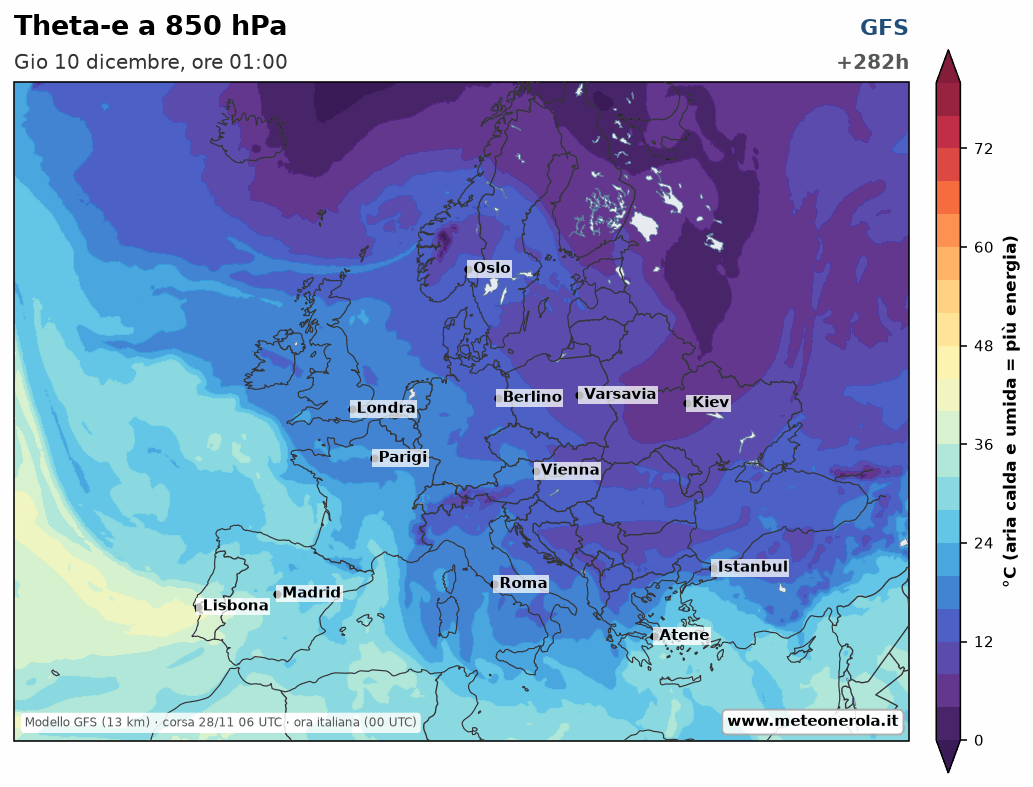 Theta-e a 850 hPa
GFS
Gio 10 dicembre, ore 01:00
+282h
72
60
48
36
24
12
0
°C (aria calda e umida = più energia)
Oslo
Berlino
Varsavia
Kiev
Londra
Parigi
Vienna
Istanbul
Roma
Madrid
Lisbona
Atene
Modello GFS (13 km) · corsa 28/11 06 UTC · ora italiana (00 UTC)
www.meteonerola.it